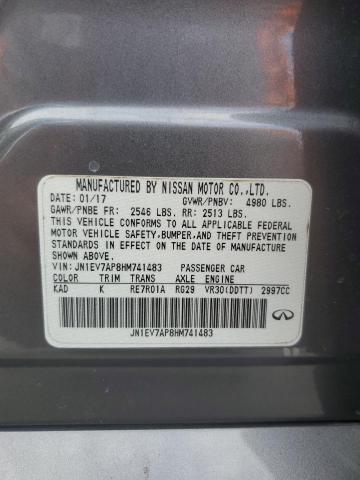 MANUFACTURED BY NISSAN MOTOR CO.,LTD.
DATE: 01/17 GVWR/PNBV: 4980 LBS.
GAWR/PNBE FR: 2546 LBS. RR: 2513 LBS.
THIS VEHICLE CONFORMS TO ALL APPLICABLE FEDERAL
MOTOR VEHICLE SAFETY,BUMPER,AND THEFT PREVENTION
STANDARDS IN EFFECT ON THE DATE OF MANUFACTURE
SHOWN ABOVE.
VIN: JN1EV7AP8HM741483 PASSENGER CAR
COLOR TRIM TRANS AXLE ENGINE
KAD K RE7R01A RG29 VR30(DDTT) 2997CC
JN1EV7AP8HM741483